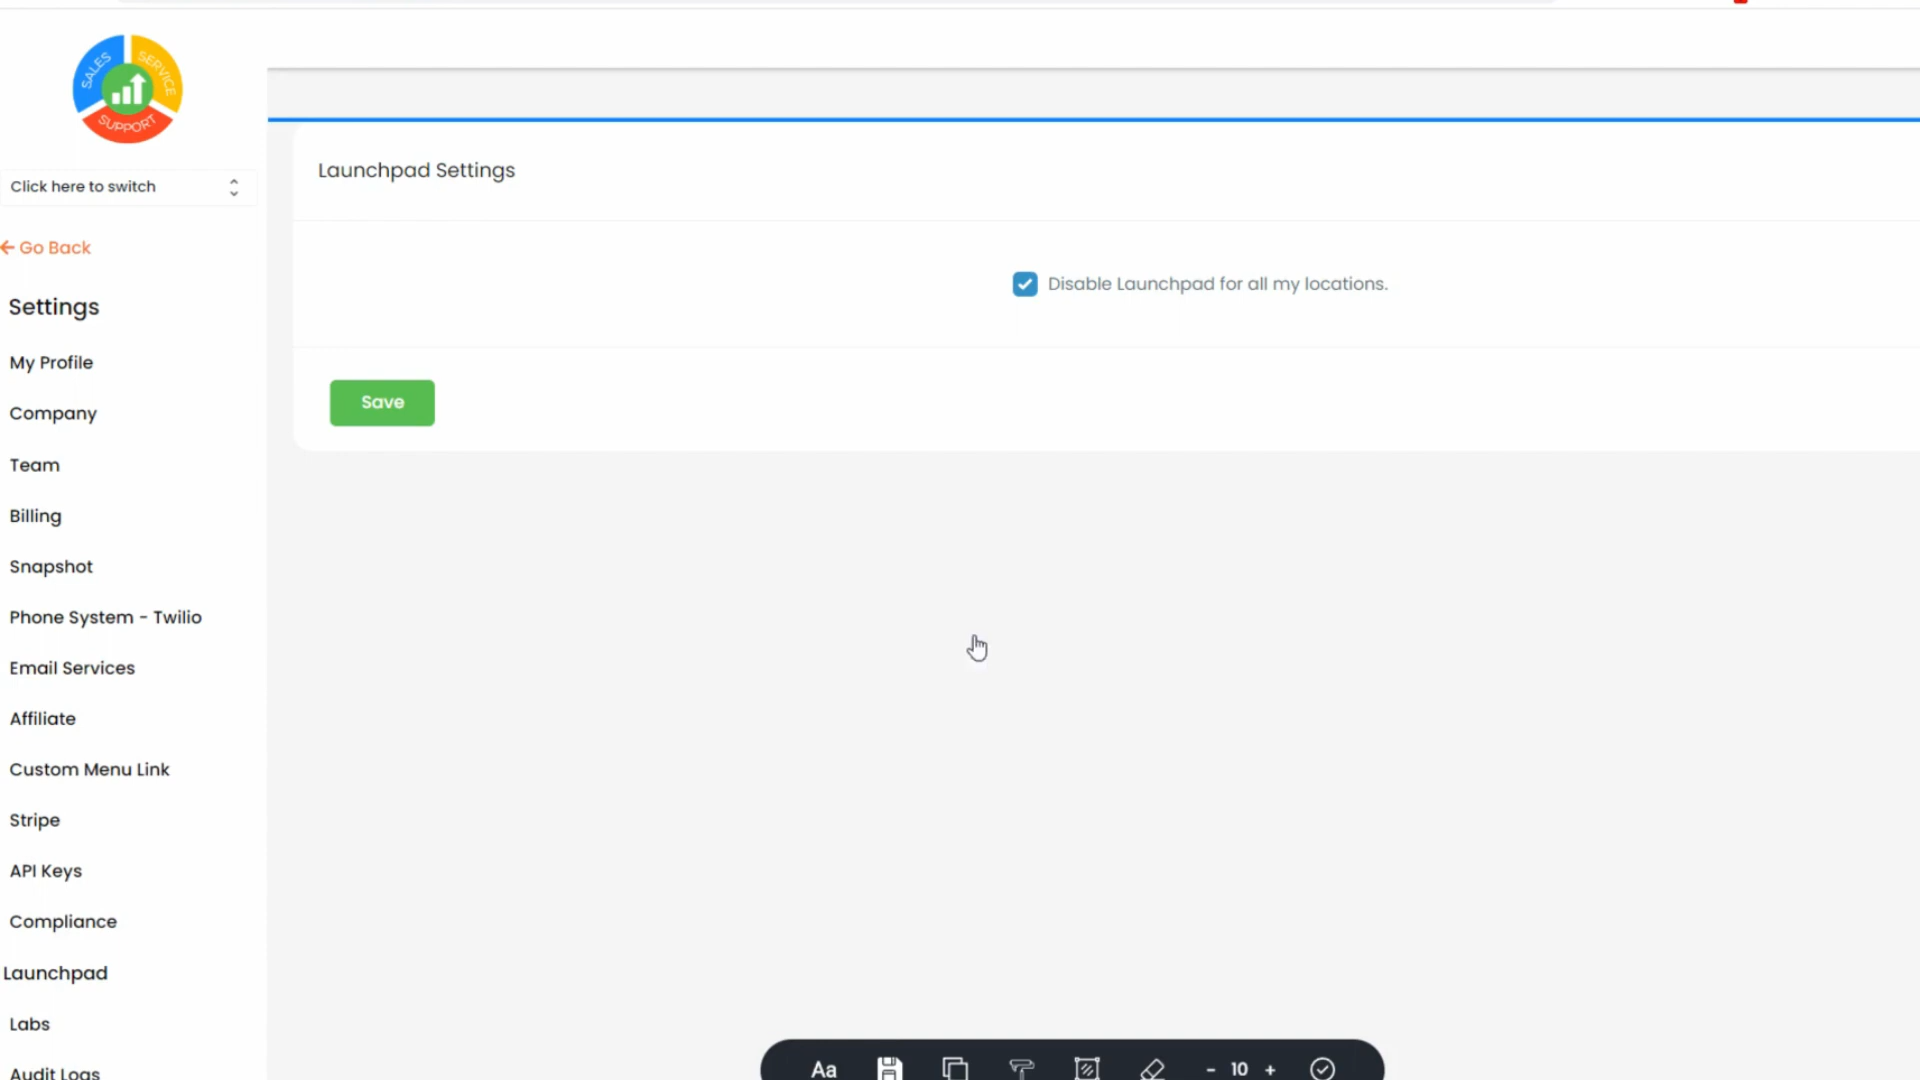 SALES
SERVICE
SUPPORT
Click here to switch
Go Back
Settings
My Profile
Company
Team
Billing
Snapshot
Phone System - Twilio
Email Services
Affiliate
Custom Menu Link
Stripe
API Keys
Compliance
Launchpad
Labs
Audit Logs
Launchpad Settings
Disable Launchpad for all my locations.
Save
Aa
- 10 +